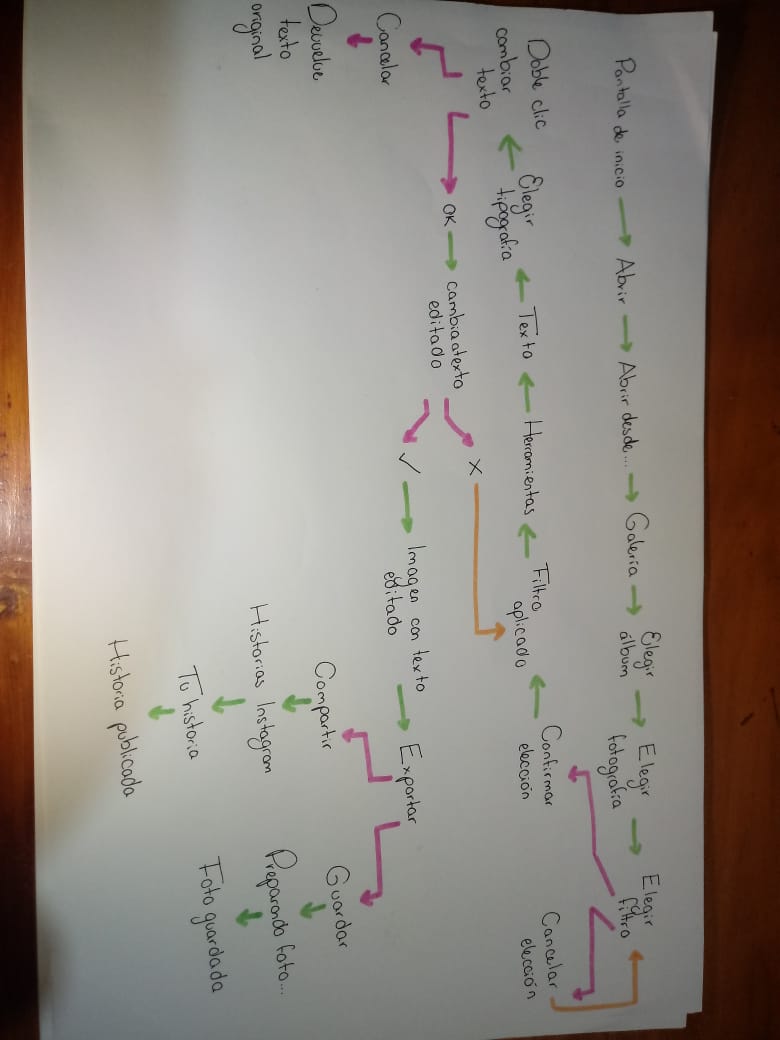 Pantalla de inicio
Abrir
Abrir desde...
Galería
Elegir
álbum
Elegir
fotografía
Elegir
filtro
Cancelar
elección
Confirmar
elección
Filtro
aplicado
Herramientas
Texto
Elegir
tipografía
Doble clic
cambiar
texto
Cancelar
Devuelve
texto
original
OK
cambia a texto
editado
X
✓
Imagen con texto
editado
Exportar
Compartir
Historias Instagram
Tu historia
Historia publicada
Guardar
Preparando foto...
Foto guardada